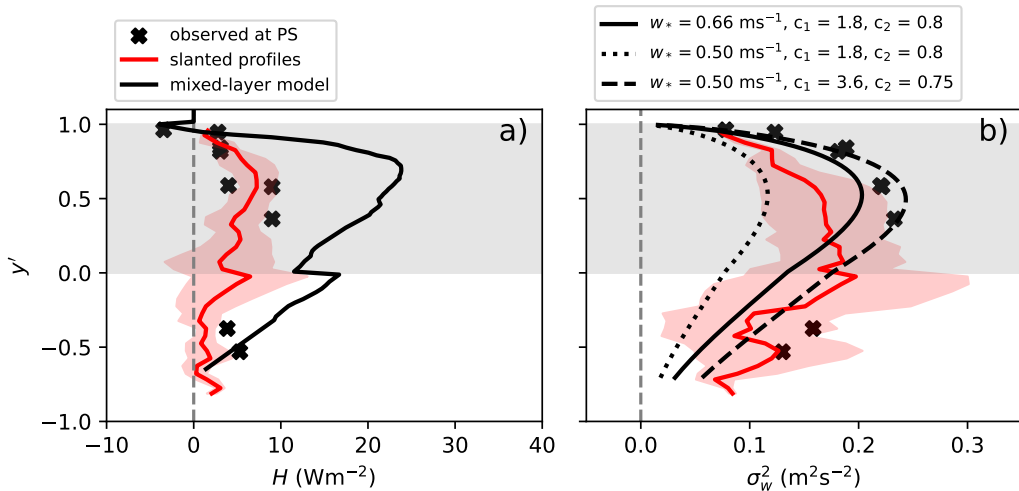 observed at PS
slanted profiles
mixed-layer model
w* = 0.66 ms⁻¹, c₁ = 1.8, c₂ = 0.8
w* = 0.50 ms⁻¹, c₁ = 1.8, c₂ = 0.8
w* = 0.50 ms⁻¹, c₁ = 3.6, c₂ = 0.75
a)
b)
1.0
0.5
0.0
−0.5
−1.0
y′
−10 0 10 20 30 40
H (Wm⁻²)
0.0 0.1 0.2 0.3
σ²w (m²s⁻²)